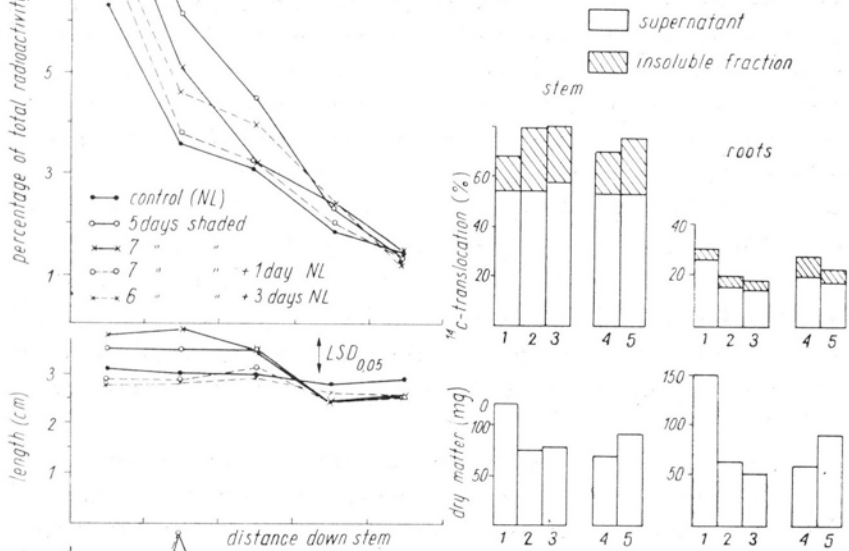 percentage of total radioactivity
5
3
1
control (NL)
5 days shaded
7 " "
7 " " + 1 day NL
6 " " + 3 days NL
length (cm)
3
2
1
LSD 0,05
distance down stem
supernatant
insoluble fraction
stem
roots
14 c-translocation (%)
60
40
20
1 2 3 4 5
40
20
1 2 3 4 5
dry matter (mg)
0
100
50
1 2 3 4 5
150
100
50
1 2 3 4 5